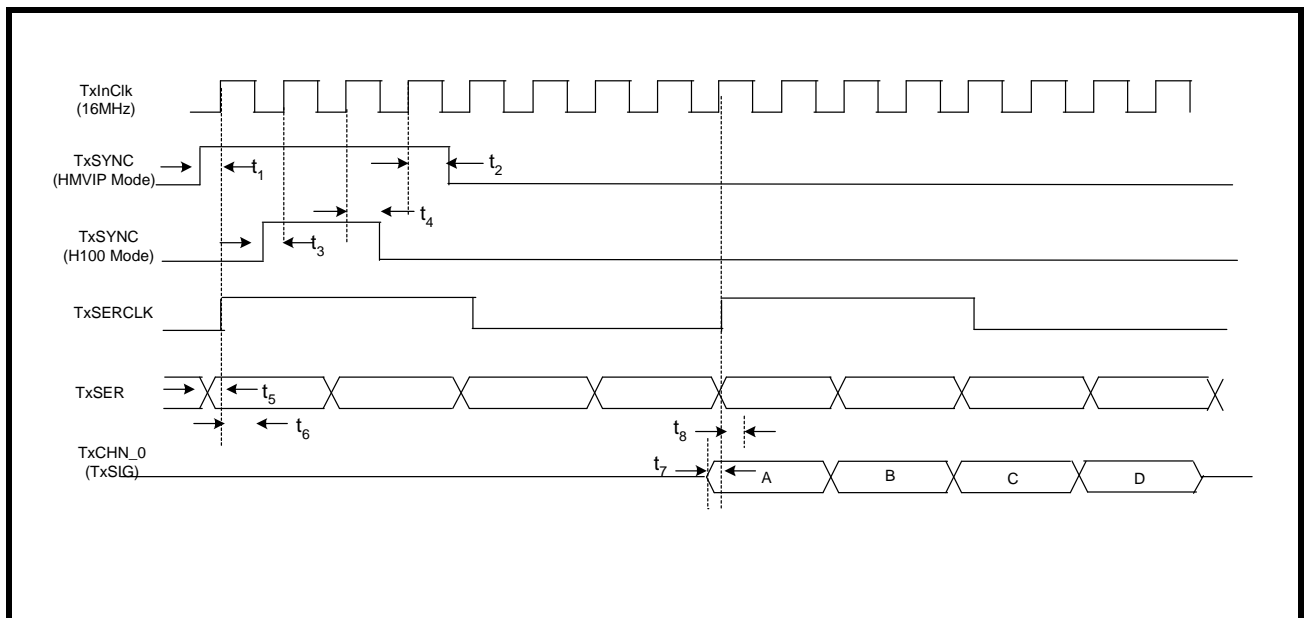 TxInClk
(16MHz)
TxSYNC
(HMVIP Mode)
t1
t2
TxSYNC
(H100 Mode)
t3
t4
TxSERCLK
TxSER
t5
t6
TxCHN_0
(TxSIG)
t7
t8
A
B
C
D